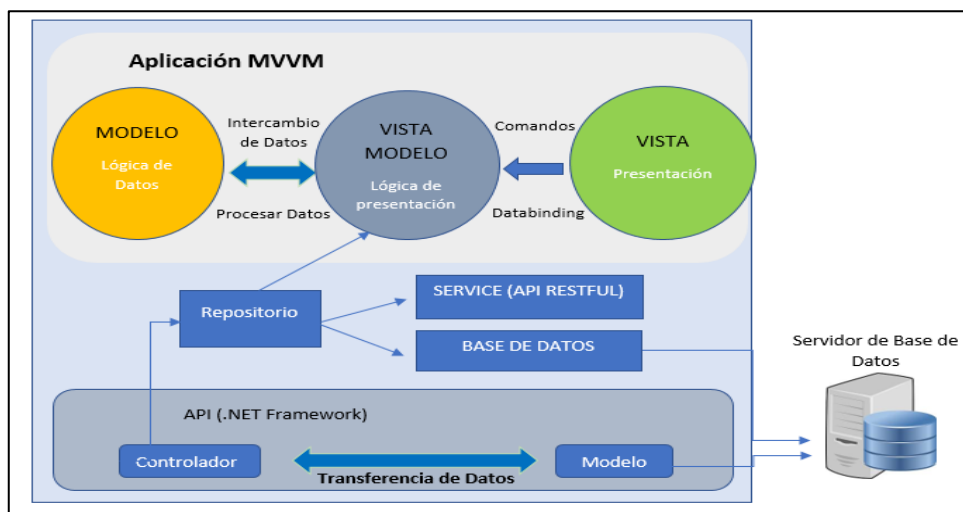 Aplicación MVVM
MODELO
Lógica de
Datos
Intercambio
de Datos
Procesar Datos
VISTA
MODELO
Lógica de
presentación
Comandos
Databinding
VISTA
Presentación
Repositorio
SERVICE (API RESTFUL)
BASE DE DATOS
Servidor de Base de
Datos
API (.NET Framework)
Controlador
Transferencia de Datos
Modelo